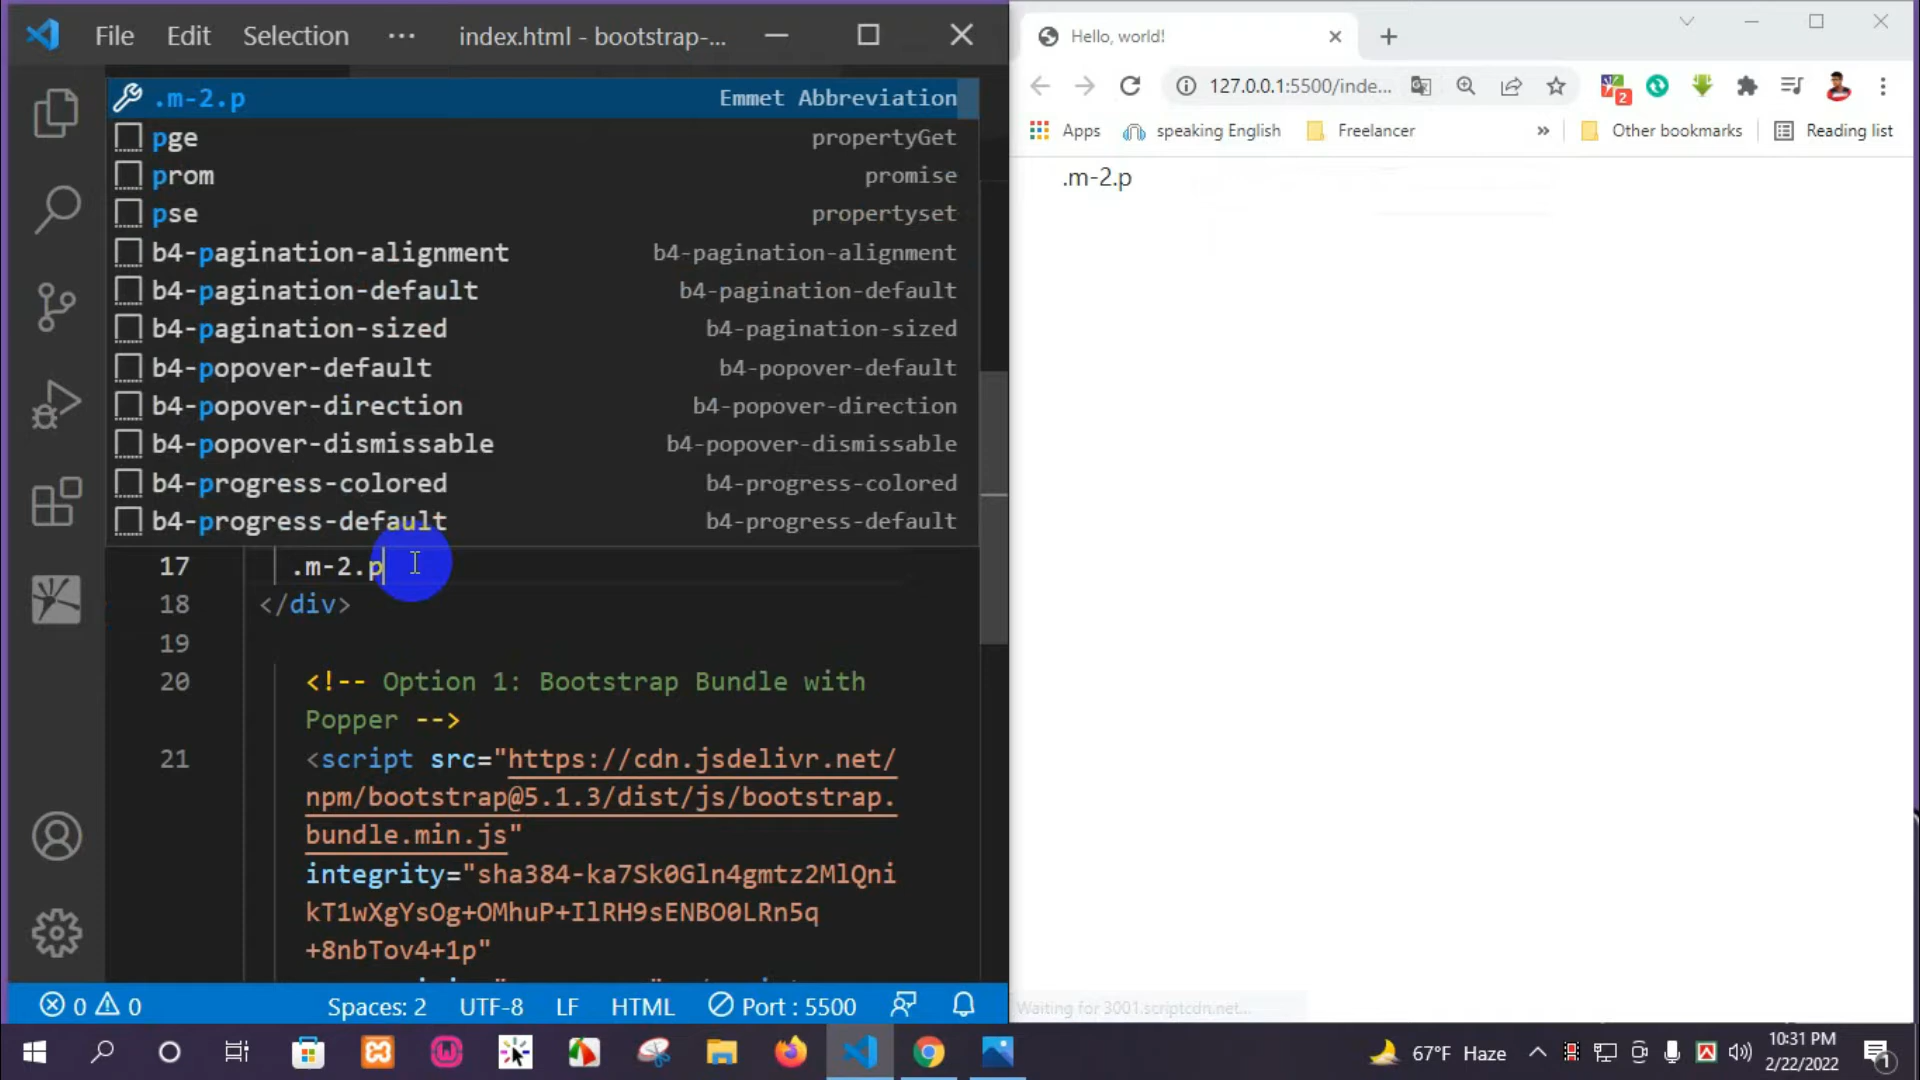 File Edit Selection ··· index.html - bootstrap-...
.m-2.p Emmet Abbreviation
pge propertyGet
prom promise
pse propertyset
b4-pagination-alignment b4-pagination-alignment
b4-pagination-default b4-pagination-default
b4-pagination-sized b4-pagination-sized
b4-popover-default b4-popover-default
b4-popover-direction b4-popover-direction
b4-popover-dismissable b4-popover-dismissable
b4-progress-colored b4-progress-colored
b4-progress-default b4-progress-default
17 .m-2.p
18 </div>
19
20 <!-- Option 1: Bootstrap Bundle with
Popper -->
21 <script src="https://cdn.jsdelivr.net/
npm/bootstrap@5.1.3/dist/js/bootstrap.
bundle.min.js"
integrity="sha384-ka7Sk0Gln4gmtz2MlQni
kT1wXgYsOg+OMhuP+IlRH9sENBO0LRn5q
+8nbTov4+1p"
0 0 Spaces: 2 UTF-8 LF HTML Port : 5500
Hello, world!
127.0.0.1:5500/inde... 2
Apps speaking English Freelancer » Other bookmarks Reading list
.m-2.p
Waiting for 3001.scriptcdn.net...
67°F Haze 10:31 PM
2/22/2022 1